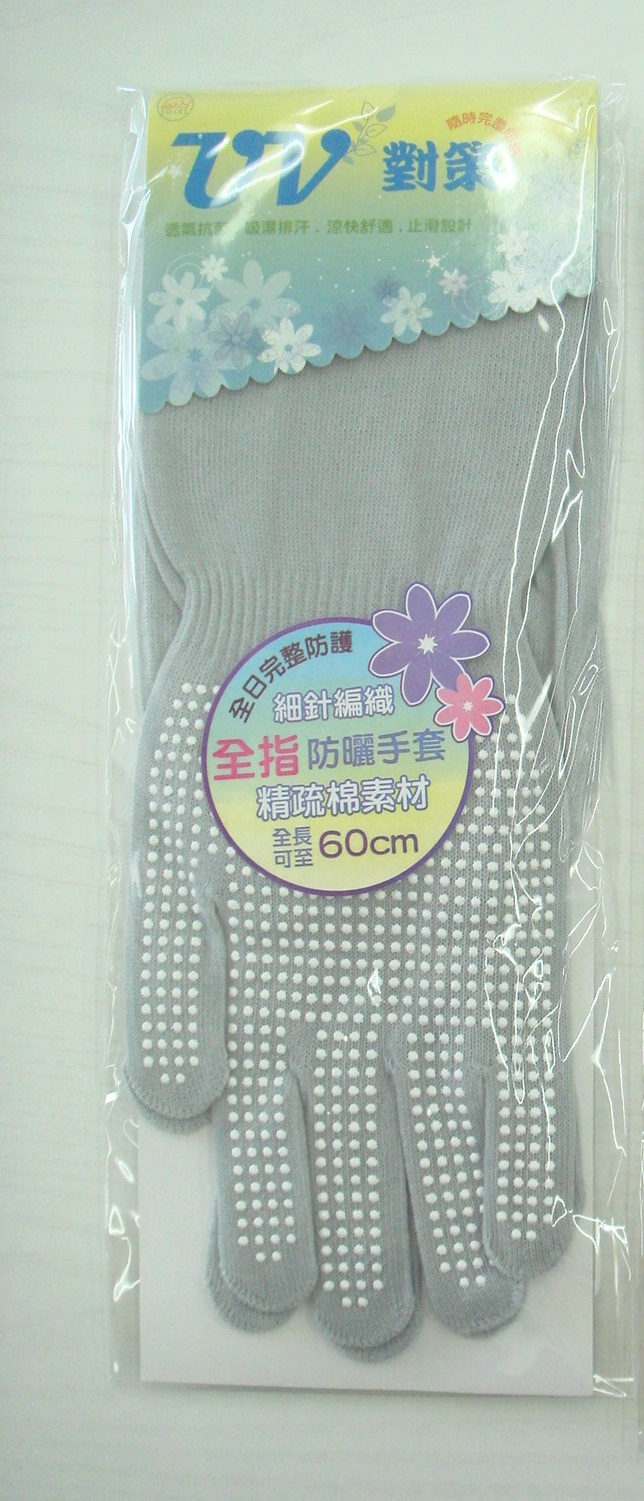 UV 對策
隨時完整
透氣抗菌.吸濕排汗.涼快舒適.止滑設計
全日完整防護
細針編織
全指防曬手套
精疏棉素材
全長可至 60cm